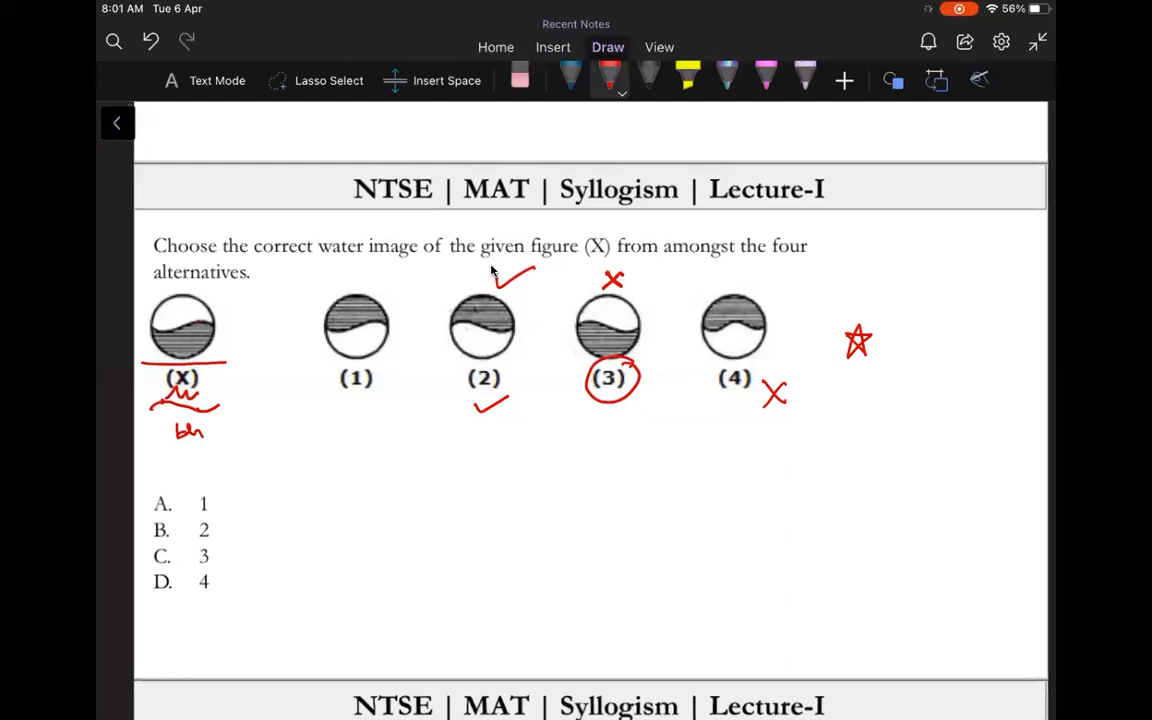 8:01 AM Tue 6 Apr
56%
Recent Notes
Home Insert Draw View
Text Mode Lasso Select Insert Space
NTSE | MAT | Syllogism | Lecture-I
Choose the correct water image of the given figure (X) from amongst the four
alternatives.
(X) (1) (2) (3) (4)
A. 1
B. 2
C. 3
D. 4
NTSE | MAT | Syllogism | Lecture-I